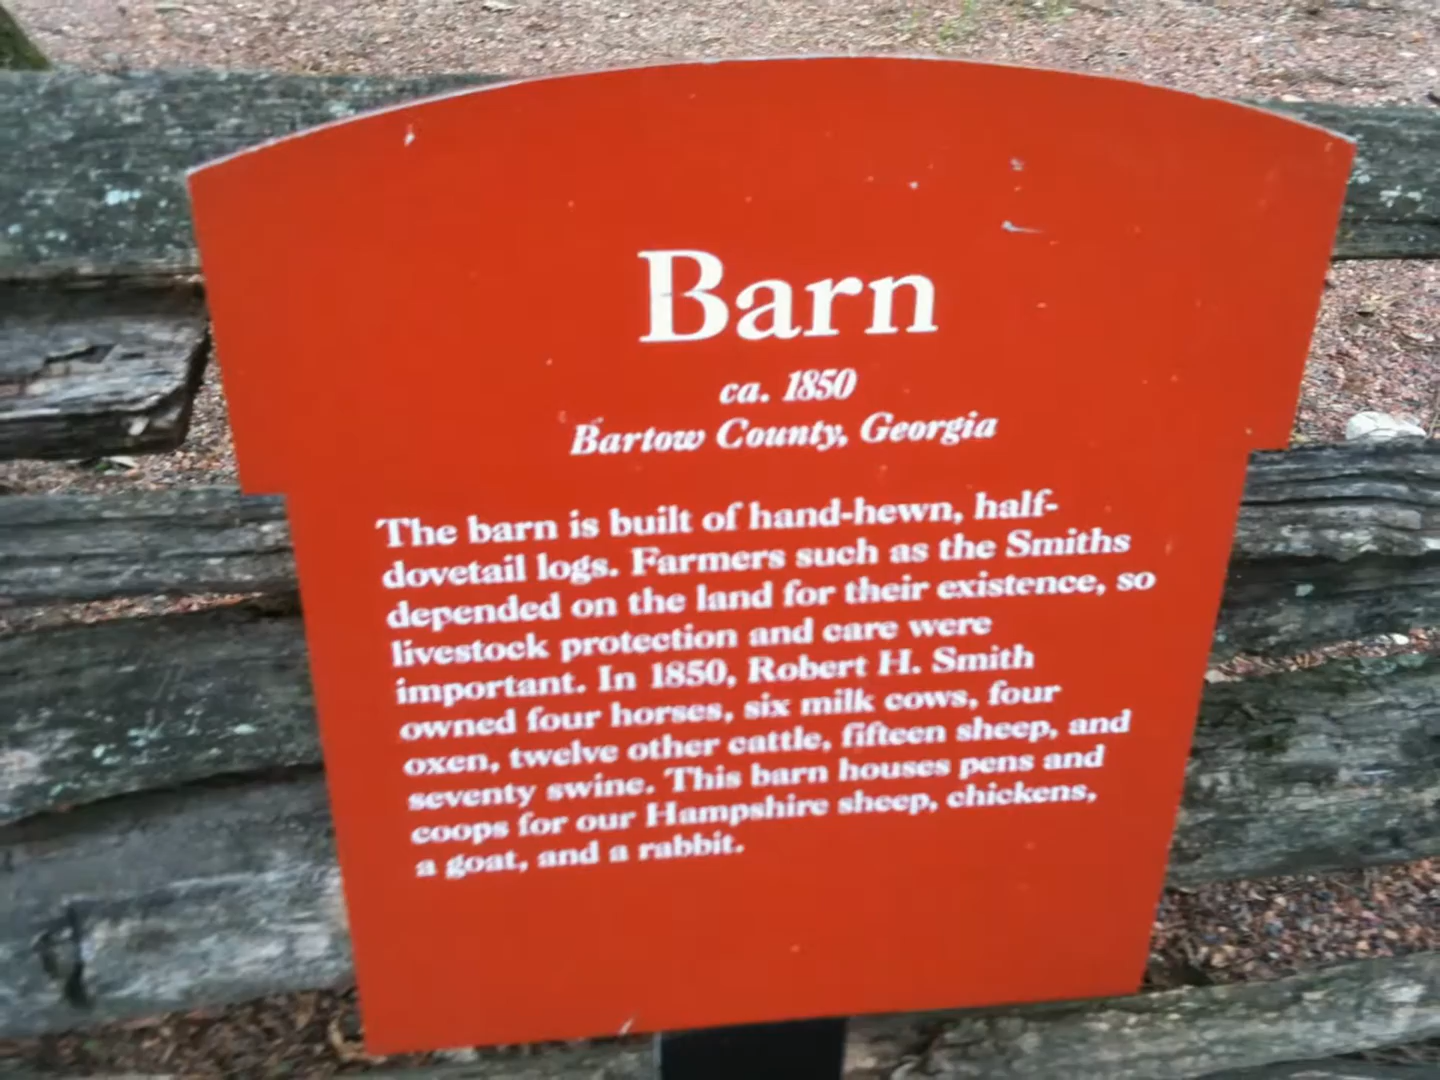 Barn
ca. 1850
Bartow County, Georgia
The barn is built of hand-hewn, half-
dovetail logs. Farmers such as the Smiths
depended on the land for their existence, so
livestock protection and care were
important. In 1850, Robert H. Smith
owned four horses, six milk cows, four
oxen, twelve other cattle, fifteen sheep, and
seventy swine. This barn houses pens and
coops for our Hampshire sheep, chickens,
a goat, and a rabbit.